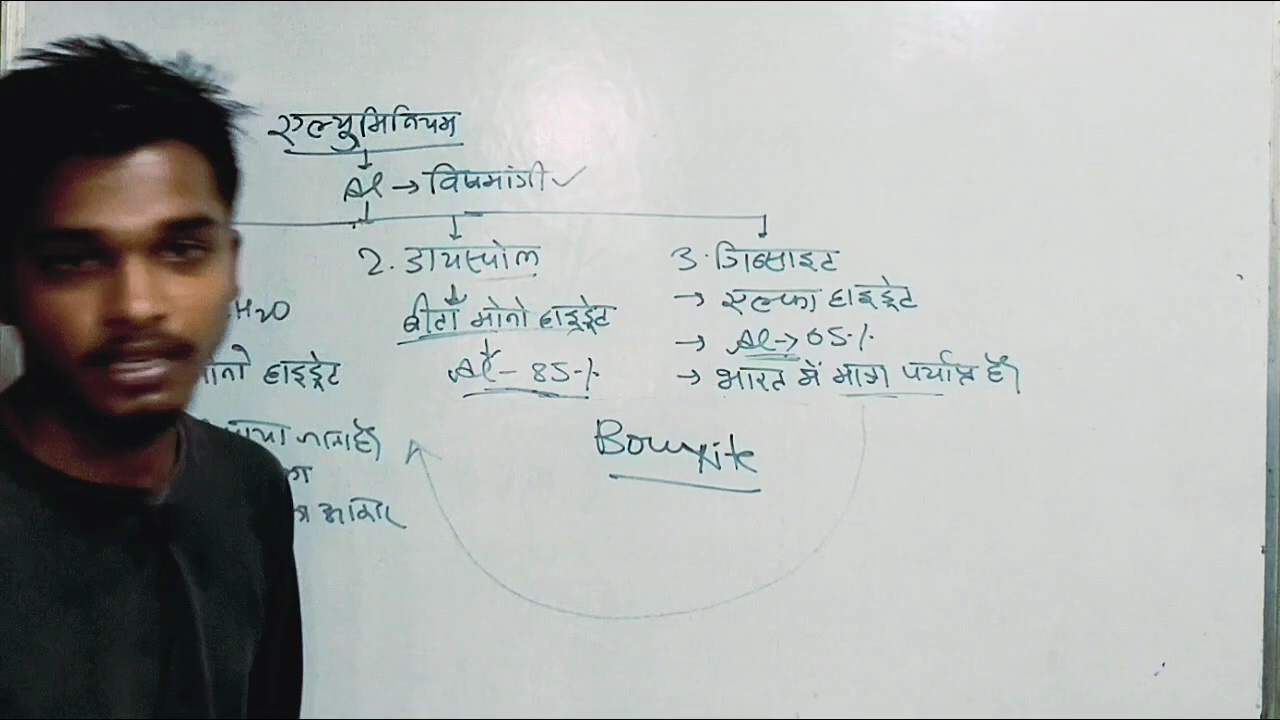 एल्युमिनियम
Al → विषमांगी ✓
2. डायस्पोल
3. गिब्साइट
H2O
बीटा मोनो हाइड्रेट
→ एल्फा हाइड्रेट
Al - 85%
→ Al → 65%
हाइड्रेट
→ भारत में मात्रा पर्याप्त है।
जाता है।
Bouxite